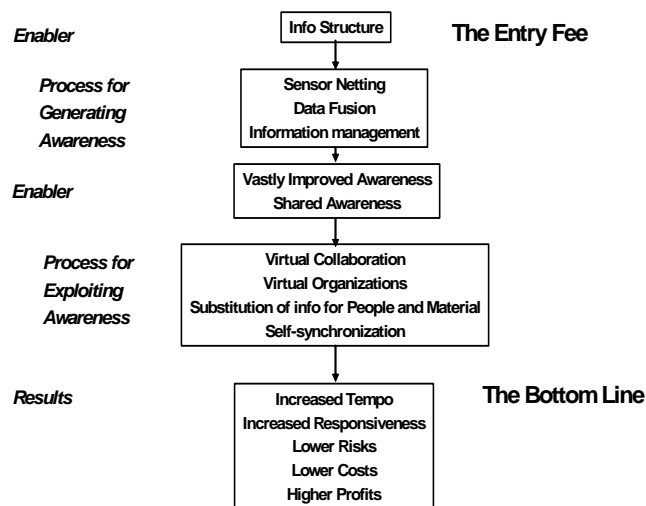 Enabler
Info Structure
The Entry Fee
Process for
Generating
Awareness
Sensor Netting
Data Fusion
Information management
Enabler
Vastly Improved Awareness
Shared Awareness
Process for
Exploiting
Awareness
Virtual Collaboration
Virtual Organizations
Substitution of info for People and Material
Self-synchronization
Results
Increased Tempo
Increased Responsiveness
Lower Risks
Lower Costs
Higher Profits
The Bottom Line